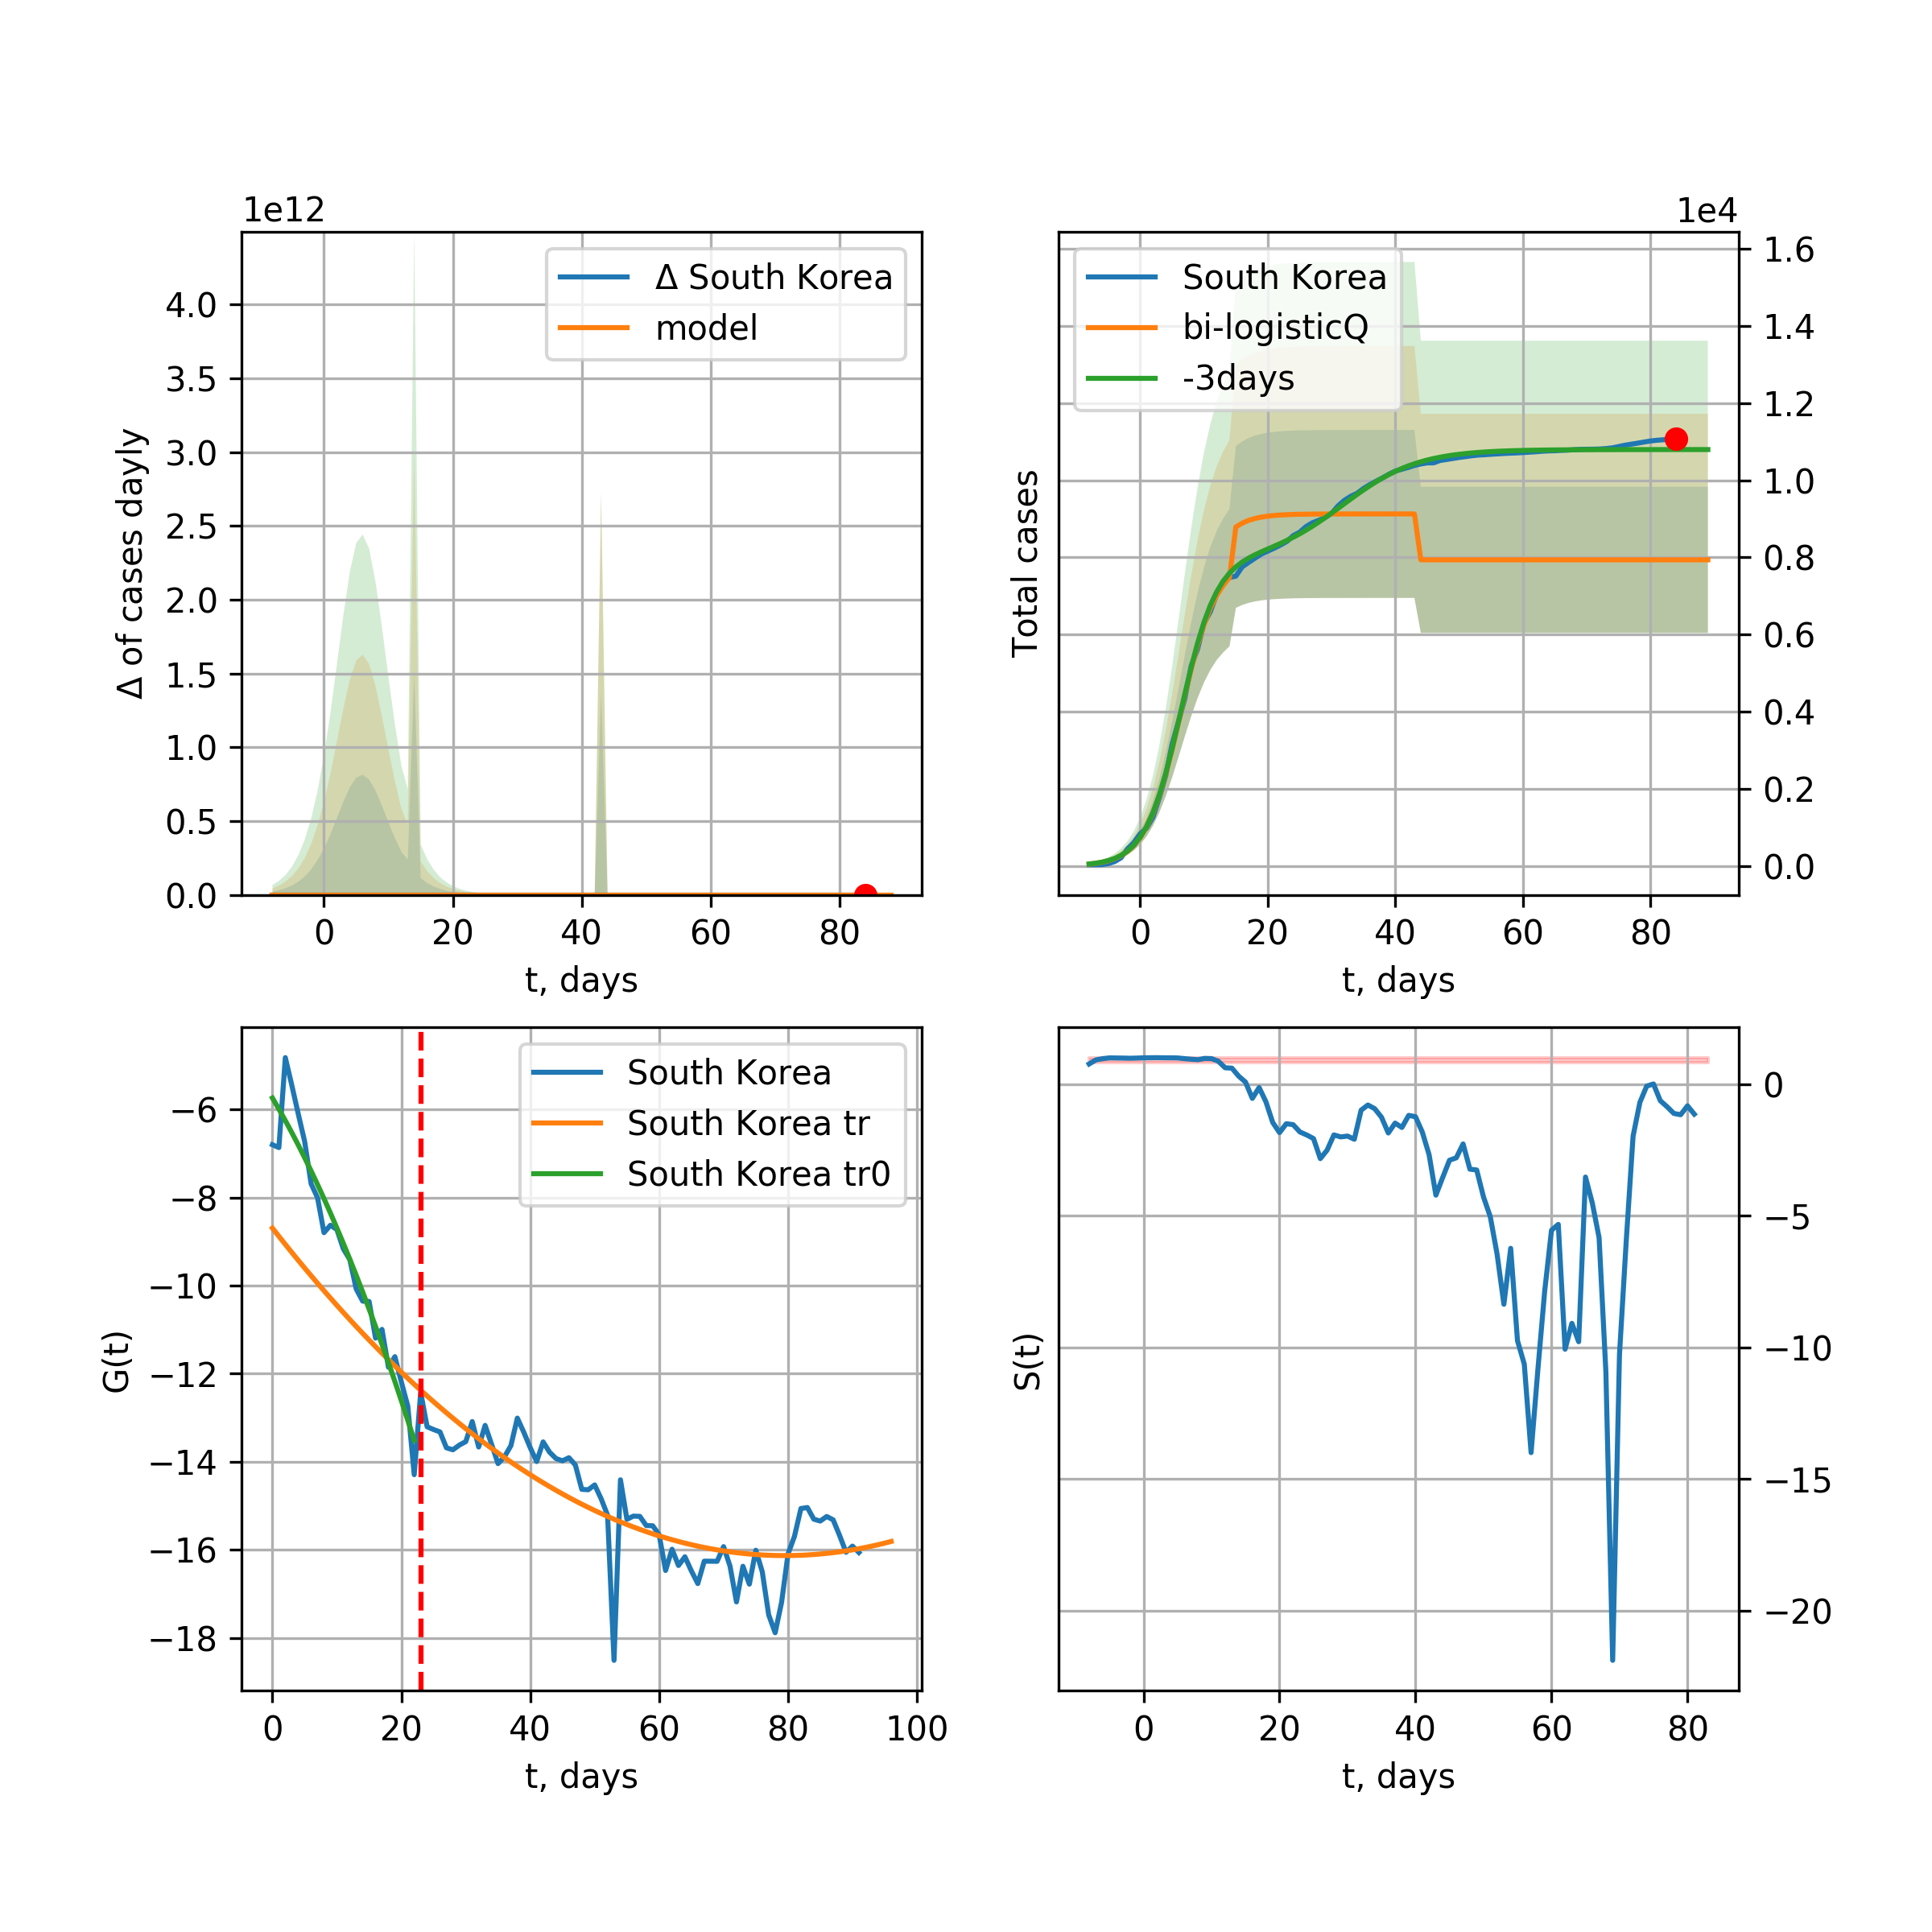 1e12
Δ of cases dayly
4.0
3.5
3.0
2.5
2.0
1.5
1.0
0.5
0.0
Δ South Korea
model
0 20 40 60 80
t, days
1e4
Total cases
South Korea
bi-logisticQ
-3days
1.6
1.4
1.2
1.0
0.8
0.6
0.4
0.2
0.0
0 20 40 60 80
t, days
G(t)
−6
−8
−10
−12
−14
−16
−18
South Korea
South Korea tr
South Korea tr0
0 20 40 60 80 100
t, days
S(t)
0
−5
−10
−15
−20
0 20 40 60 80
t, days